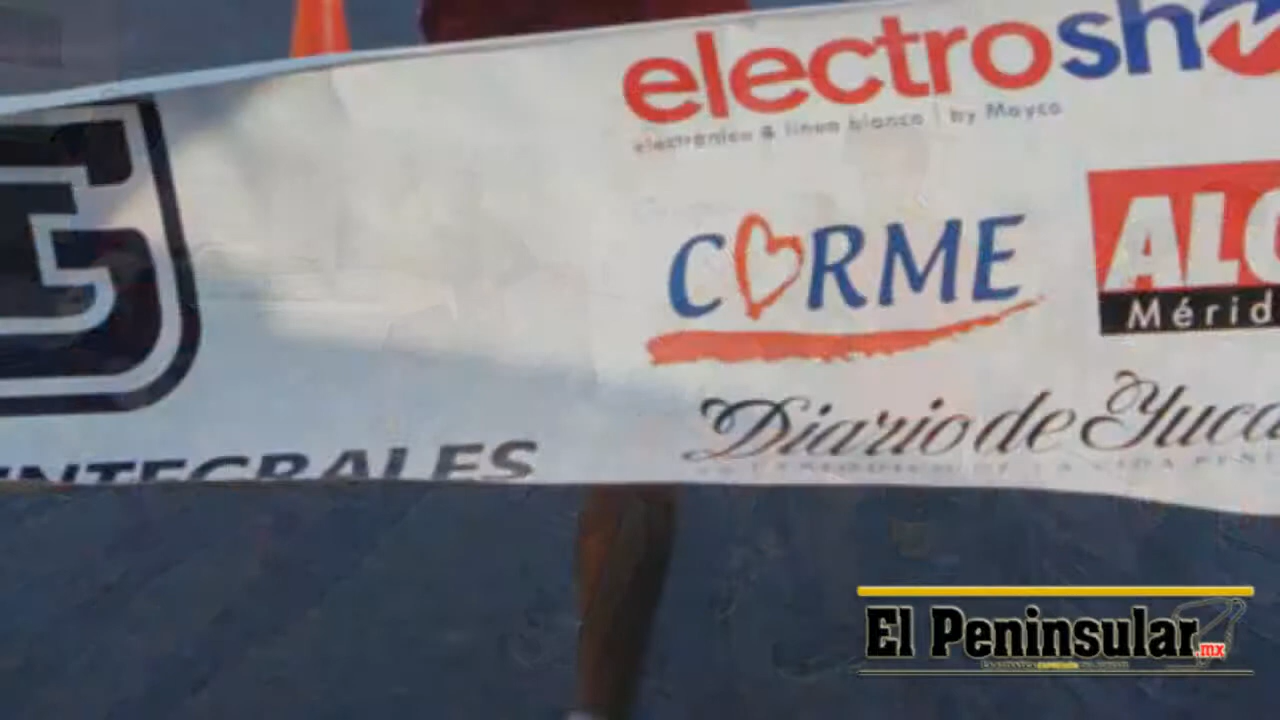 electrosh
electrónica & línea blanca | by Mayco
CORME
AL
Mérid
Diario de Yuca
INTEGRALES
El Peninsular.mx